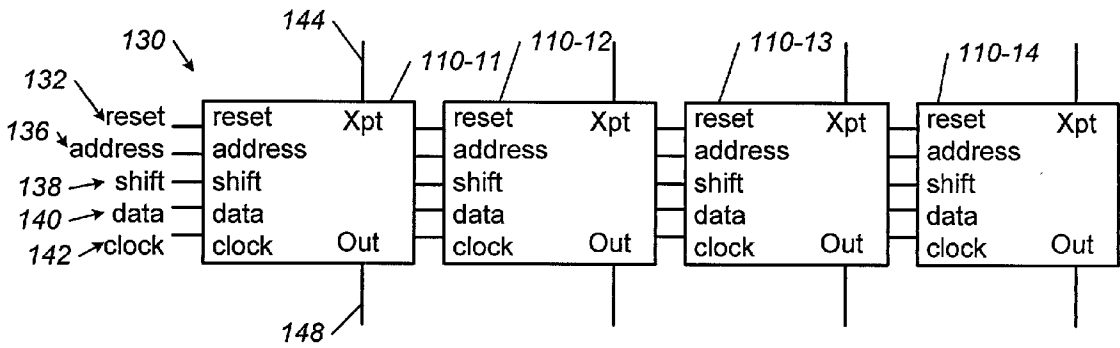 144
130
110-11
110-12
110-13
110-14
132
reset
reset Xpt
reset Xpt
reset Xpt
reset Xpt
136
address
address
address
address
address
138
shift
shift
shift
shift
shift
140
data
data
data
data
data
142
clock
clock Out
clock Out
clock Out
clock Out
148